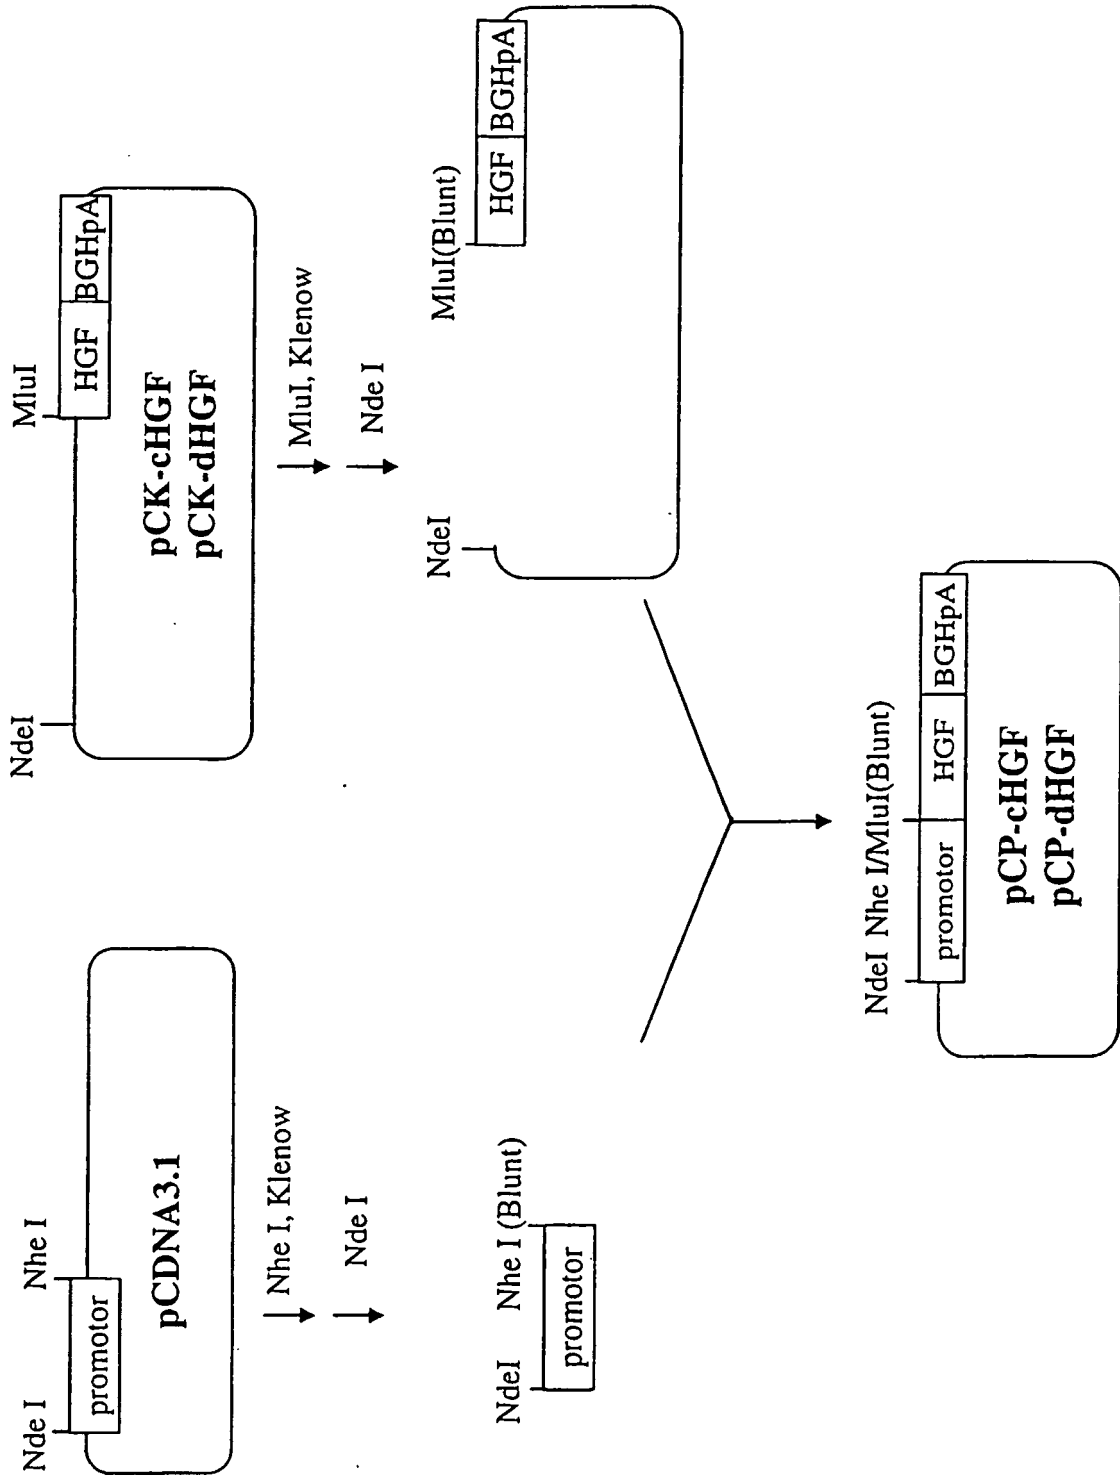 Nde I
Nhe I
promotor
pCDNA3.1
Nhe I, Klenow
Nde I
NdeI
Nhe I (Blunt)
promotor
NdeI
MluI
HGF
BGHpA
pCK-cHGF
pCK-dHGF
MluI, Klenow
Nde I
NdeI
MluI(Blunt)
HGF
BGHpA
NdeI
Nhe I/MluI(Blunt)
promotor
HGF
BGHpA
pCP-cHGF
pCP-dHGF